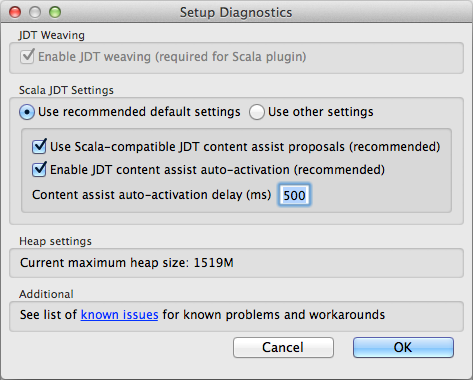 Setup Diagnostics
JDT Weaving
Enable JDT weaving (required for Scala plugin)
Scala JDT Settings
Use recommended default settings Use other settings
Use Scala-compatible JDT content assist proposals (recommended)
Enable JDT content assist auto-activation (recommended)
Content assist auto-activation delay (ms) 500
Heap settings
Current maximum heap size: 1519M
Additional
See list of known issues for known problems and workarounds
Cancel OK